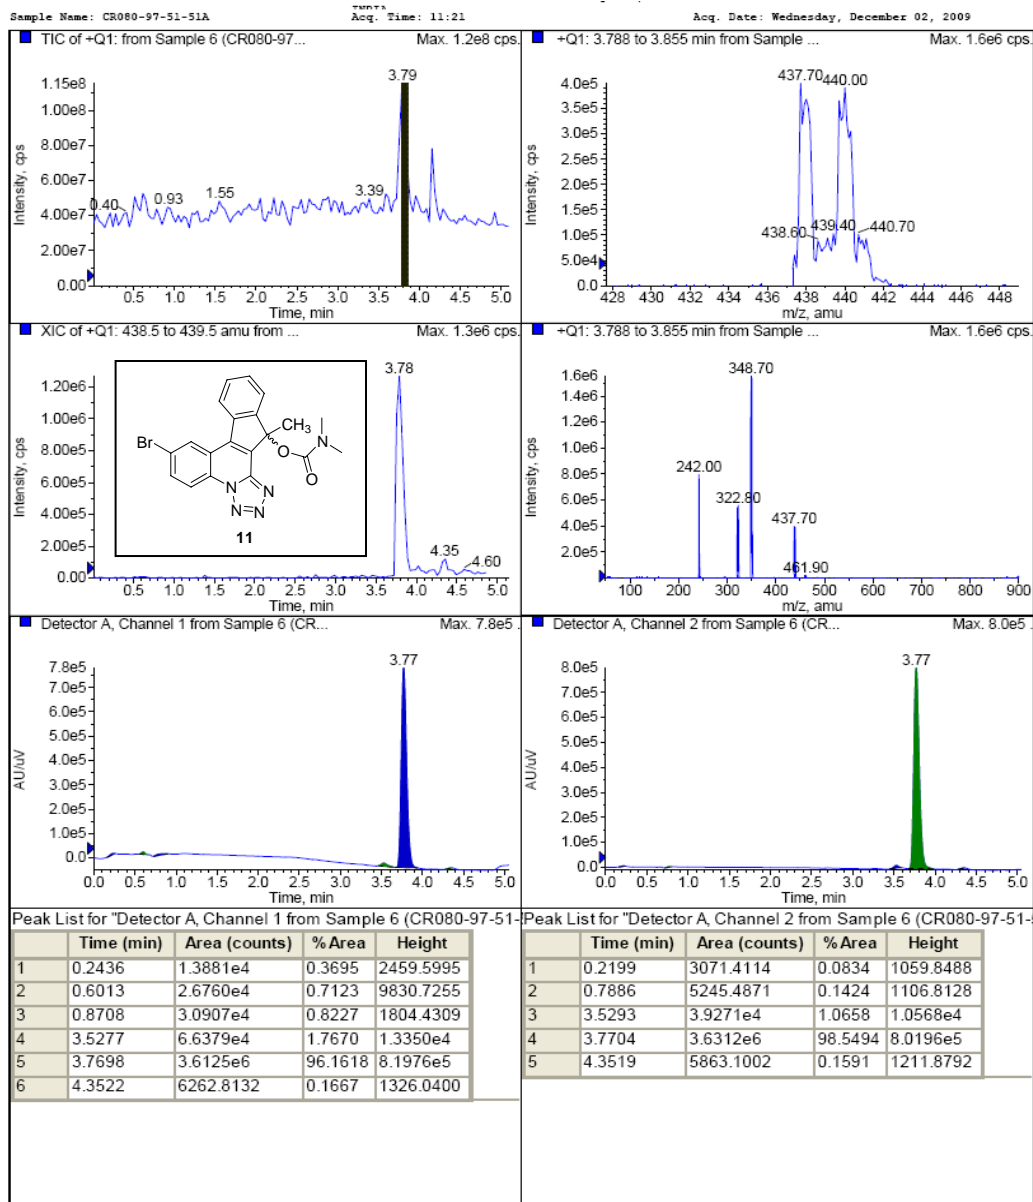 INDIA
Sample Name: CR080-97-51-51A Acq. Time: 11:21 Acq. Date: Wednesday, December 02, 2009
TIC of +Q1: from Sample 6 (CR080-97... Max. 1.2e8 cps.
Intensity, cps
1.15e8
1.00e8
8.00e7
6.00e7
4.00e7
2.00e7
0.00
0.40 0.93 1.55 3.39 3.79
0.5 1.0 1.5 2.0 2.5 3.0 3.5 4.0 4.5 5.0
Time, min
+Q1: 3.788 to 3.855 min from Sample ... Max. 1.6e6 cps.
Intensity, cps
4.0e5
3.5e5
3.0e5
2.5e5
2.0e5
1.5e5
1.0e5
5.0e4
0.0
437.70 440.00
438.60 439.40 440.70
428 430 432 434 436 438 440 442 444 446 448
m/z, amu
XIC of +Q1: 438.5 to 439.5 amu from ... Max. 1.3e6 cps.
Intensity, cps
1.20e6
1.00e6
8.00e5
6.00e5
4.00e5
2.00e5
0.00
3.78
4.35 4.60
Br CH3 O N O
N N
N N
11
0.5 1.0 1.5 2.0 2.5 3.0 3.5 4.0 4.5 5.0
Time, min
+Q1: 3.788 to 3.855 min from Sample ... Max. 1.6e6 cps.
Intensity, cps
1.6e6
1.4e6
1.2e6
1.0e6
8.0e5
6.0e5
4.0e5
2.0e5
0.0
348.70
242.00
322.80
437.70
461.90
100 200 300 400 500 600 700 800 900
m/z, amu
Detector A, Channel 1 from Sample 6 (CR... Max. 7.8e5 .
AU/uV
7.8e5
7.0e5
6.0e5
5.0e5
4.0e5
3.0e5
2.0e5
1.0e5
0.0
3.77
0.0 0.5 1.0 1.5 2.0 2.5 3.0 3.5 4.0 4.5 5.0
Time, min
Detector A, Channel 2 from Sample 6 (CR... Max. 8.0e5 .
AU/uV
8.0e5
7.0e5
6.0e5
5.0e5
4.0e5
3.0e5
2.0e5
1.0e5
0.0
3.77
0.0 0.5 1.0 1.5 2.0 2.5 3.0 3.5 4.0 4.5 5.0
Time, min
Peak List for "Detector A, Channel 1 from Sample 6 (CR080-97-51-
Time (min) Area (counts) %Area Height
1 0.2436 1.3881e4 0.3695 2459.5995
2 0.6013 2.6760e4 0.7123 9830.7255
3 0.8708 3.0907e4 0.8227 1804.4309
4 3.5277 6.6379e4 1.7670 1.3350e4
5 3.7698 3.6125e6 96.1618 8.1976e5
6 4.3522 6262.8132 0.1667 1326.0400
Peak List for "Detector A, Channel 2 from Sample 6 (CR080-97-51-
Time (min) Area (counts) %Area Height
1 0.2199 3071.4114 0.0834 1059.8488
2 0.7886 5245.4871 0.1424 1106.8128
3 3.5293 3.9271e4 1.0658 1.0568e4
4 3.7704 3.6312e6 98.5494 8.0196e5
5 4.3519 5863.1002 0.1591 1211.8792